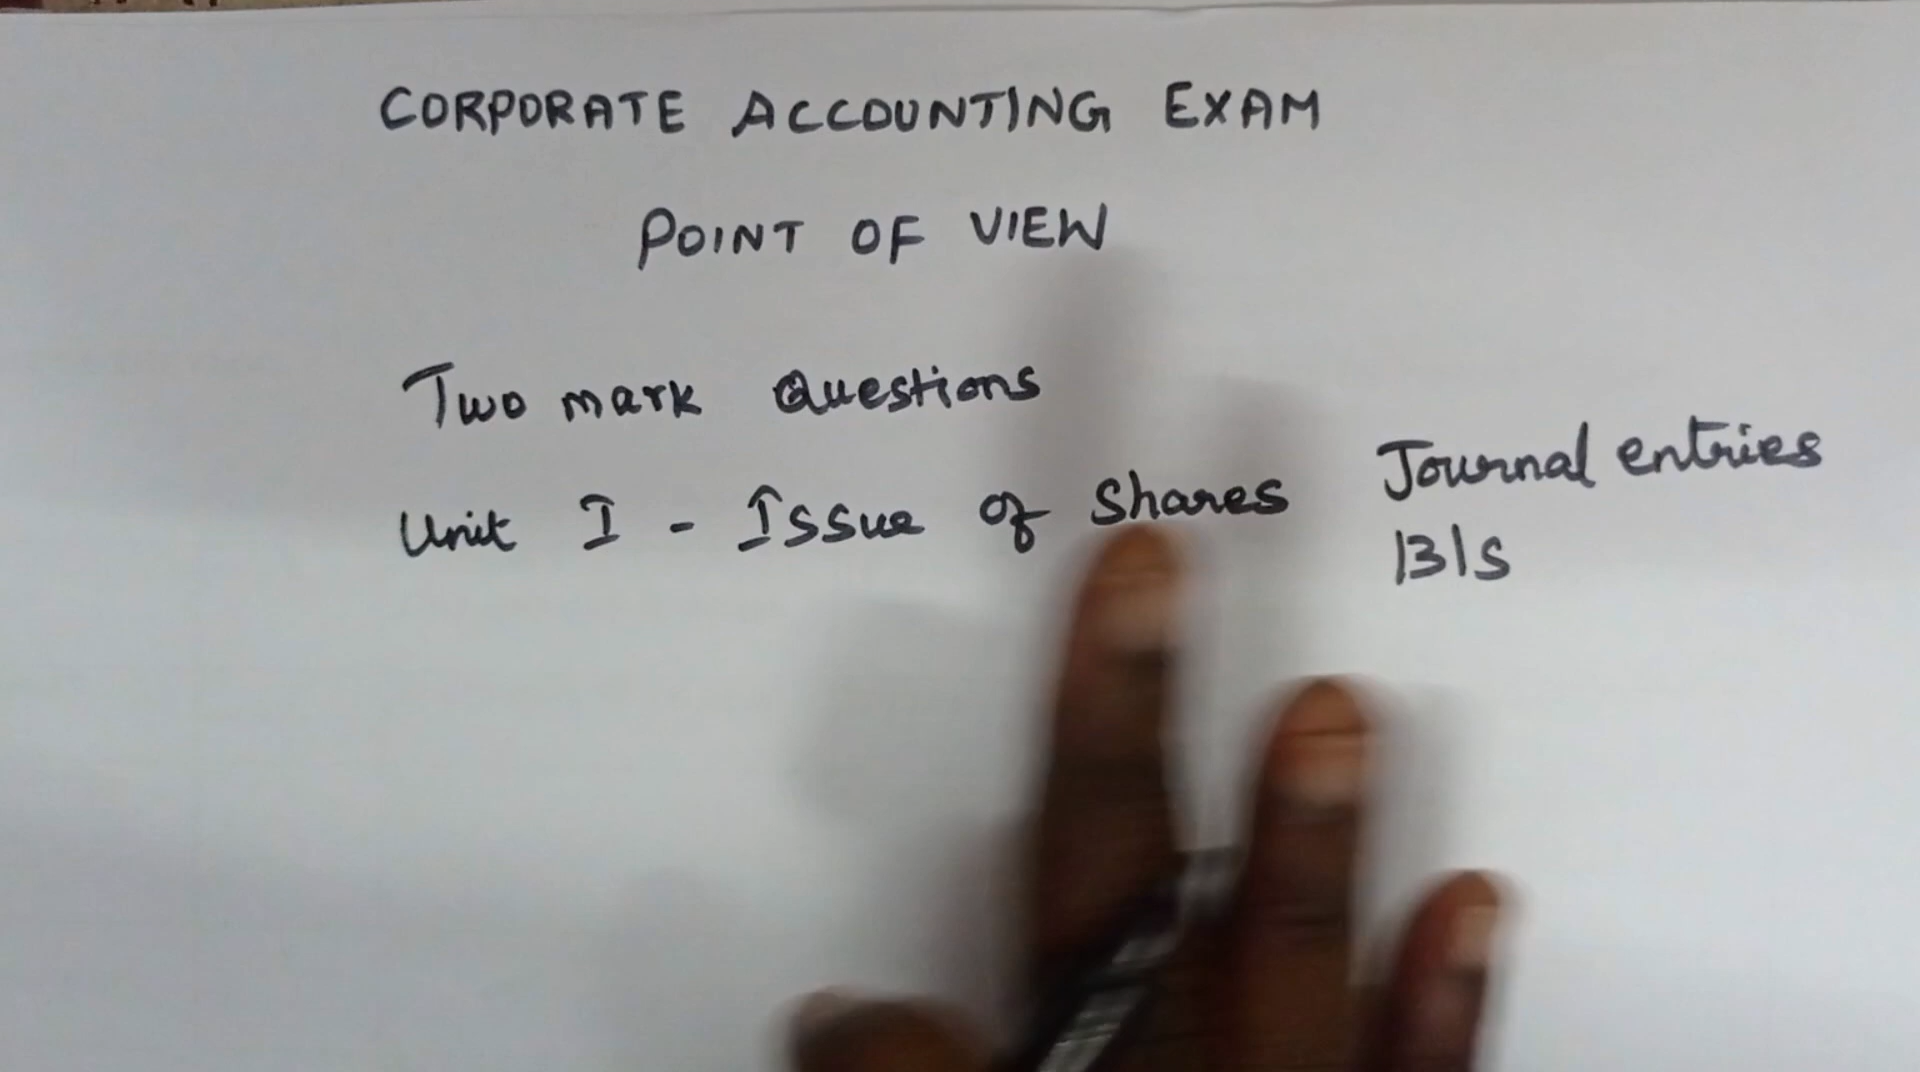 CORPORATE ACCOUNTING EXAM
POINT OF VIEW
Two mark Questions
Unit I - Issue of Shares
Journal entries
B/S